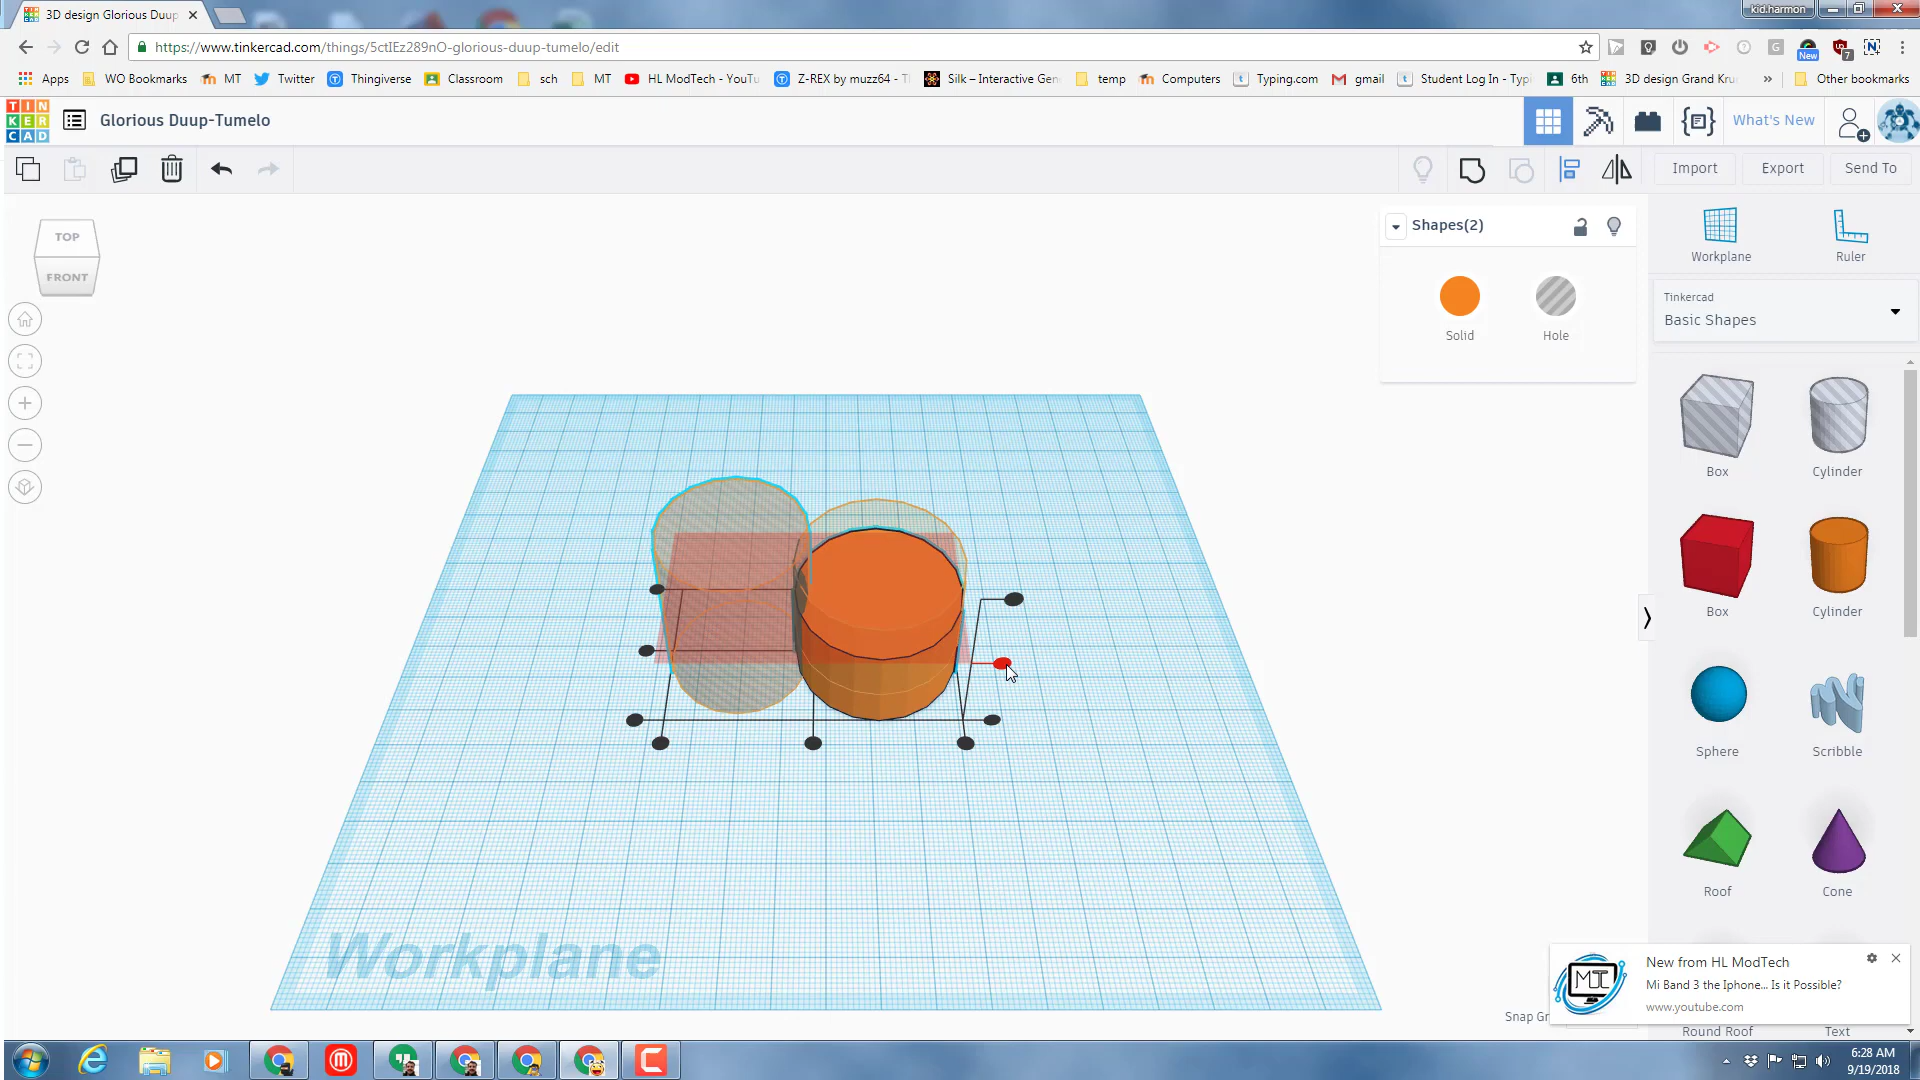 3D design Glorious Duup
kid.harmon
https://www.tinkercad.com/things/5ctIEz289nO-glorious-duup-tumelo/edit
New
7
Apps
WO Bookmarks
MT
Twitter
Thingiverse
Classroom
sch
MT
HL ModTech - YouTu
Z-REX by muzz64 - T
Silk – Interactive Gen
temp
Computers
Typing.com
gmail
Student Log In - Typi
6th
3D design Grand Kru
»
Other bookmarks
TIN
KER
CAD
Glorious Duup-Tumelo
What's New
Import
Export
Send To
TOP
FRONT
Shapes(2)
Solid
Hole
Workplane
Ruler
Tinkercad
Basic Shapes
Box
Cylinder
Box
Cylinder
Sphere
Scribble
Roof
Cone
Workplane
New from HL ModTech
Mi Band 3 the Iphone... Is it Possible?
www.youtube.com
MT
Snap Gr
Round Roof
Text
6:28 AM
9/19/2018